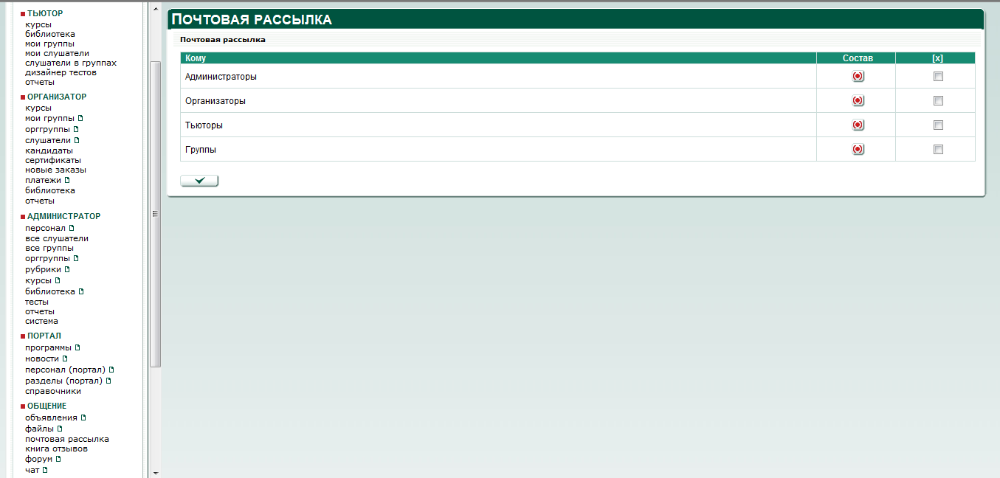 ТЬЮТОР
курсы
библиотека
мои группы
мои слушатели
слушатели в группах
дизайнер тестов
отчеты
ОРГАНИЗАТОР
курсы
мои группы
орггруппы
слушатели
кандидаты
сертификаты
новые заказы
платежи
библиотека
отчеты
АДМИНИСТРАТОР
персонал
все слушатели
все группы
орггруппы
рубрики
курсы
библиотека
тесты
отчеты
система
ПОРТАЛ
программы
новости
персонал (портал)
разделы (портал)
справочники
ОБЩЕНИЕ
объявления
файлы
почтовая рассылка
книга отзывов
форум
чат
ПОЧТОВАЯ РАССЫЛКА
Почтовая рассылка
Кому Состав [x]
Администраторы
Организаторы
Тьюторы
Группы